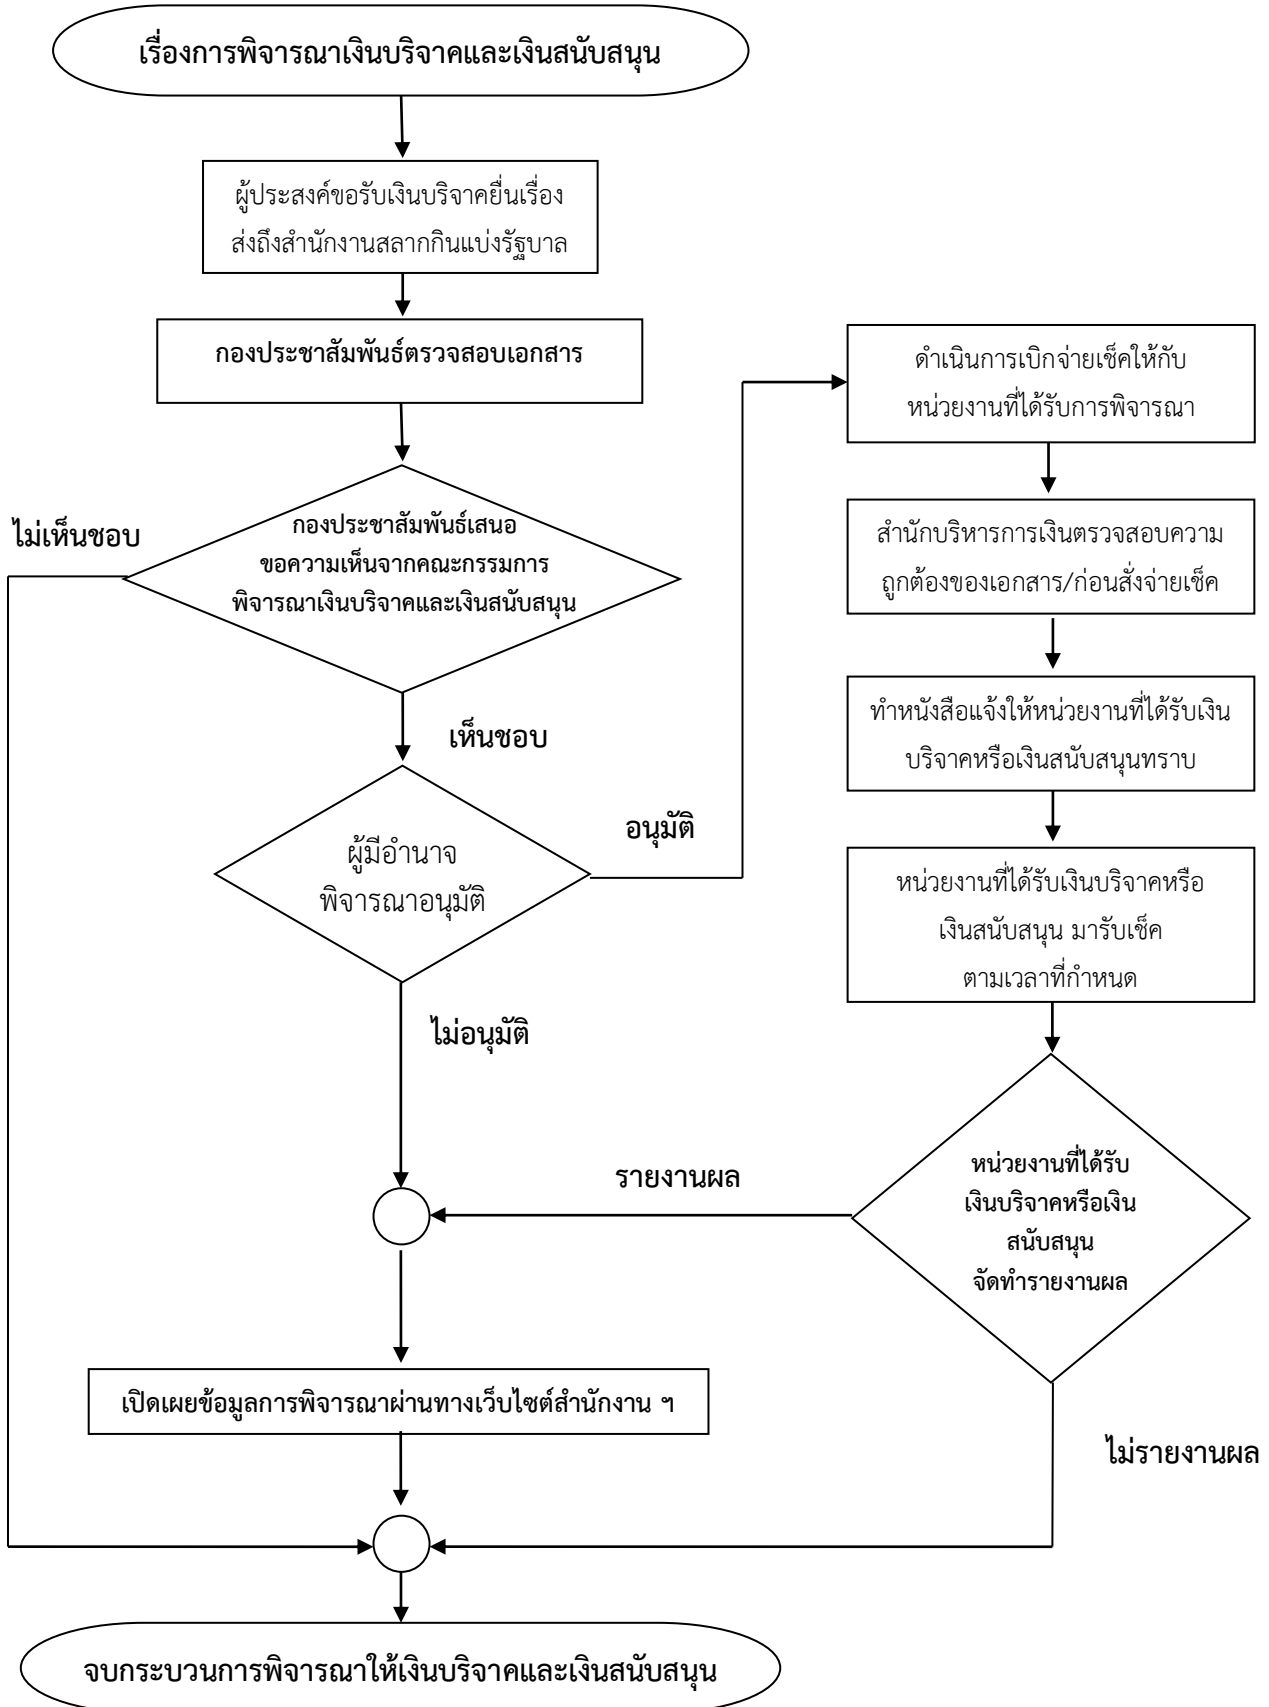 เรื่องการพิจารณาเงินบริจาคและเงินสนับสนุน
ผู้ประสงค์ขอรับเงินบริจาคยื่นเรื่อง
ส่งถึงสำนักงานสลากกินแบ่งรัฐบาล
กองประชาสัมพันธ์ตรวจสอบเอกสาร
ไม่เห็นชอบ
กองประชาสัมพันธ์เสนอ
ขอความเห็นจากคณะกรรมการ
พิจารณาเงินบริจาคและเงินสนับสนุน
เห็นชอบ
ผู้มีอำนาจ
พิจารณาอนุมัติ
อนุมัติ
ดำเนินการเบิกจ่ายเช็คให้กับ
หน่วยงานที่ได้รับการพิจารณา
สำนักบริหารการเงินตรวจสอบความ
ถูกต้องของเอกสาร/ก่อนสั่งจ่ายเช็ค
ทำหนังสือแจ้งให้หน่วยงานที่ได้รับเงิน
บริจาคหรือเงินสนับสนุนทราบ
หน่วยงานที่ได้รับเงินบริจาคหรือ
เงินสนับสนุน มารับเช็ค
ตามเวลาที่กำหนด
ไม่อนุมัติ
รายงานผล
หน่วยงานที่ได้รับ
เงินบริจาคหรือเงิน
สนับสนุน
จัดทำรายงานผล
เปิดเผยข้อมูลการพิจารณาผ่านทางเว็บไซต์สำนักงาน ฯ
ไม่รายงานผล
จบกระบวนการพิจารณาให้เงินบริจาคและเงินสนับสนุน